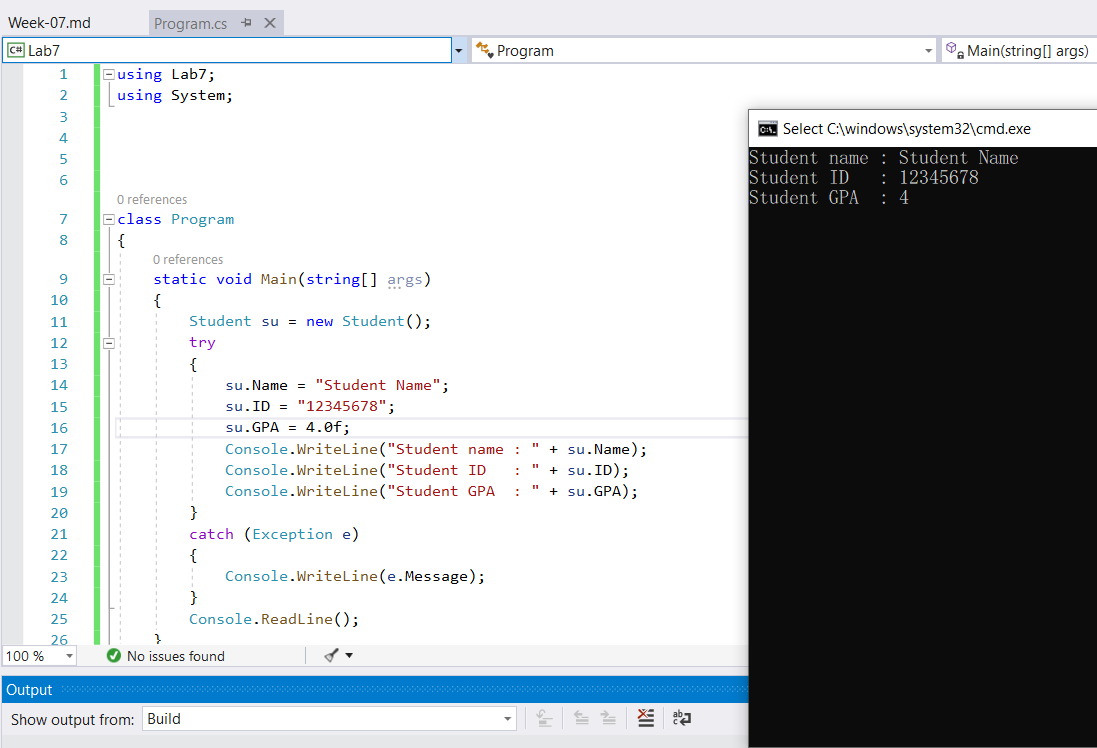 Week-07.md Program.cs
C# Lab7 Program Main(string[] args)
1 using Lab7;
2 using System;
3
4
5
6
0 references
7 class Program
8 {
0 references
9 static void Main(string[] args)
10 {
11 Student su = new Student();
12 try
13 {
14 su.Name = "Student Name";
15 su.ID = "12345678";
16 su.GPA = 4.0f;
17 Console.WriteLine("Student name : " + su.Name);
18 Console.WriteLine("Student ID   : " + su.ID);
19 Console.WriteLine("Student GPA  : " + su.GPA);
20 }
21 catch (Exception e)
22 {
23 Console.WriteLine(e.Message);
24 }
25 Console.ReadLine();
26 }
100 % No issues found
Output
Show output from: Build
Select C:\windows\system32\cmd.exe
Student name : Student Name
Student ID   : 12345678
Student GPA  : 4